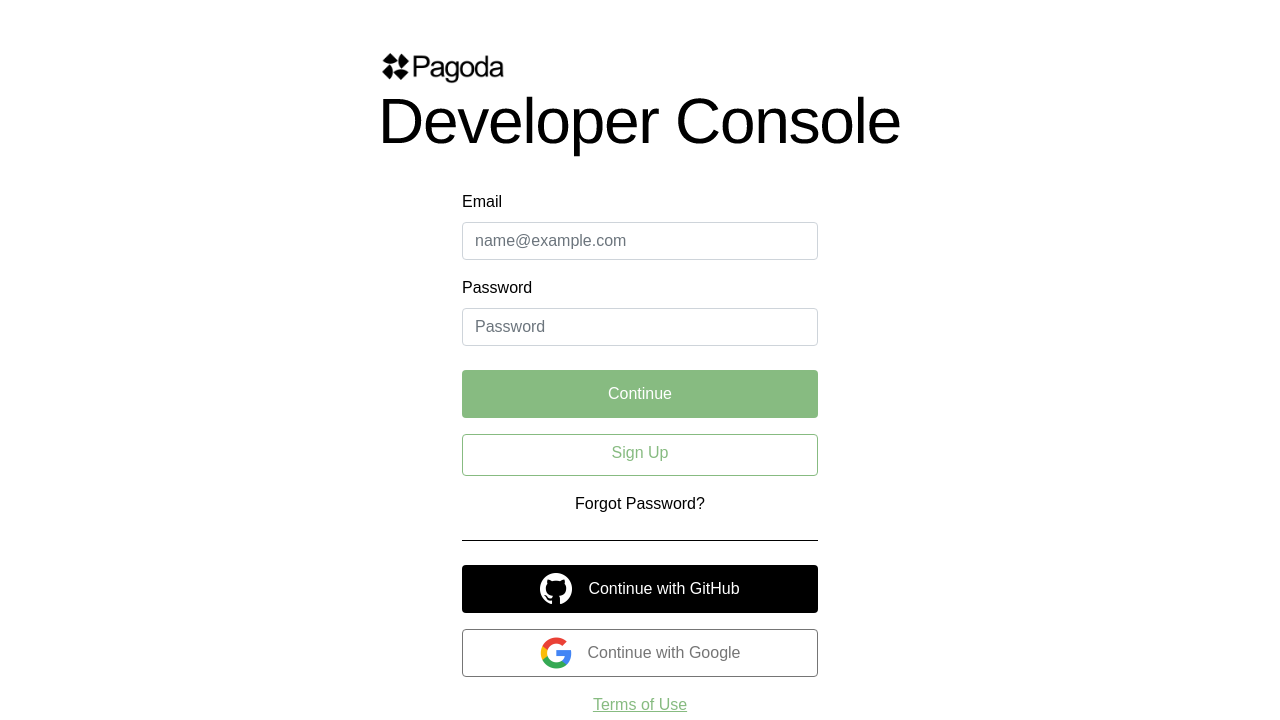 Pagoda
Developer Console
Email
name@example.com
Password
Password
Continue
Sign Up
Forgot Password?
Continue with GitHub
Continue with Google
Terms of Use